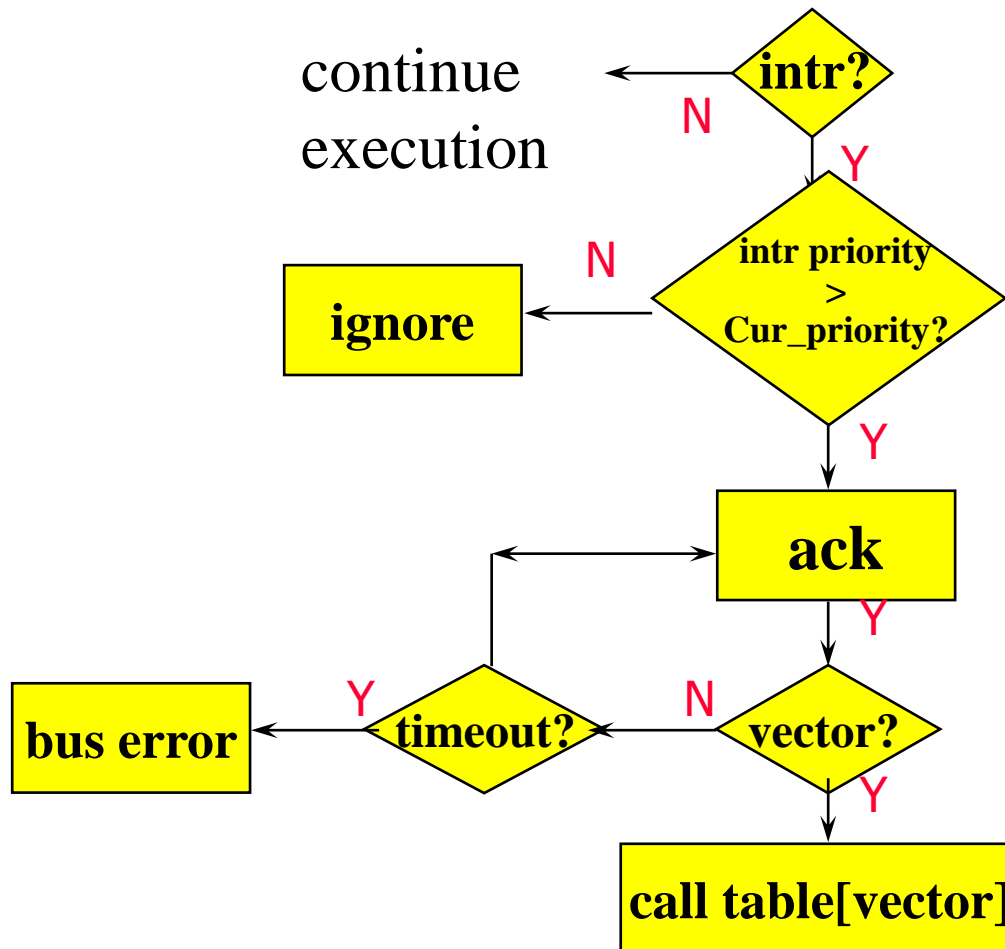 continue
execution
intr?
N
Y
intr priority
>
Cur_priority?
N
ignore
Y
ack
Y
vector?
N
timeout?
Y
bus error
Y
call table[vector]